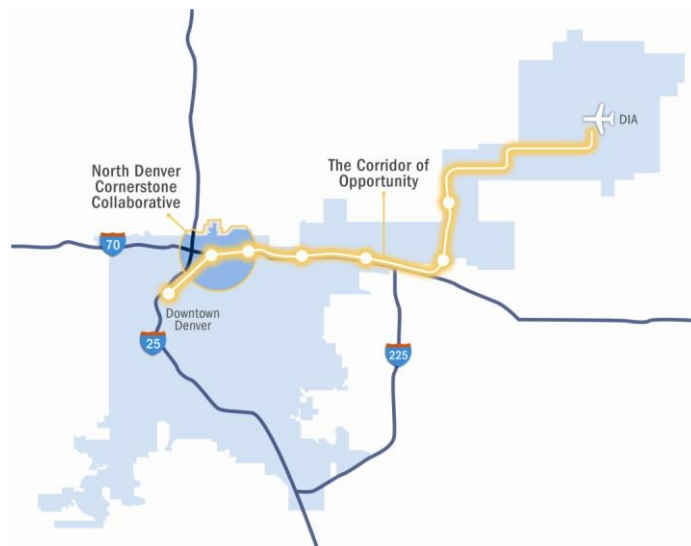 DIA
North Denver
Cornerstone
Collaborative
The Corridor of
Opportunity
70
Downtown
Denver
25
225